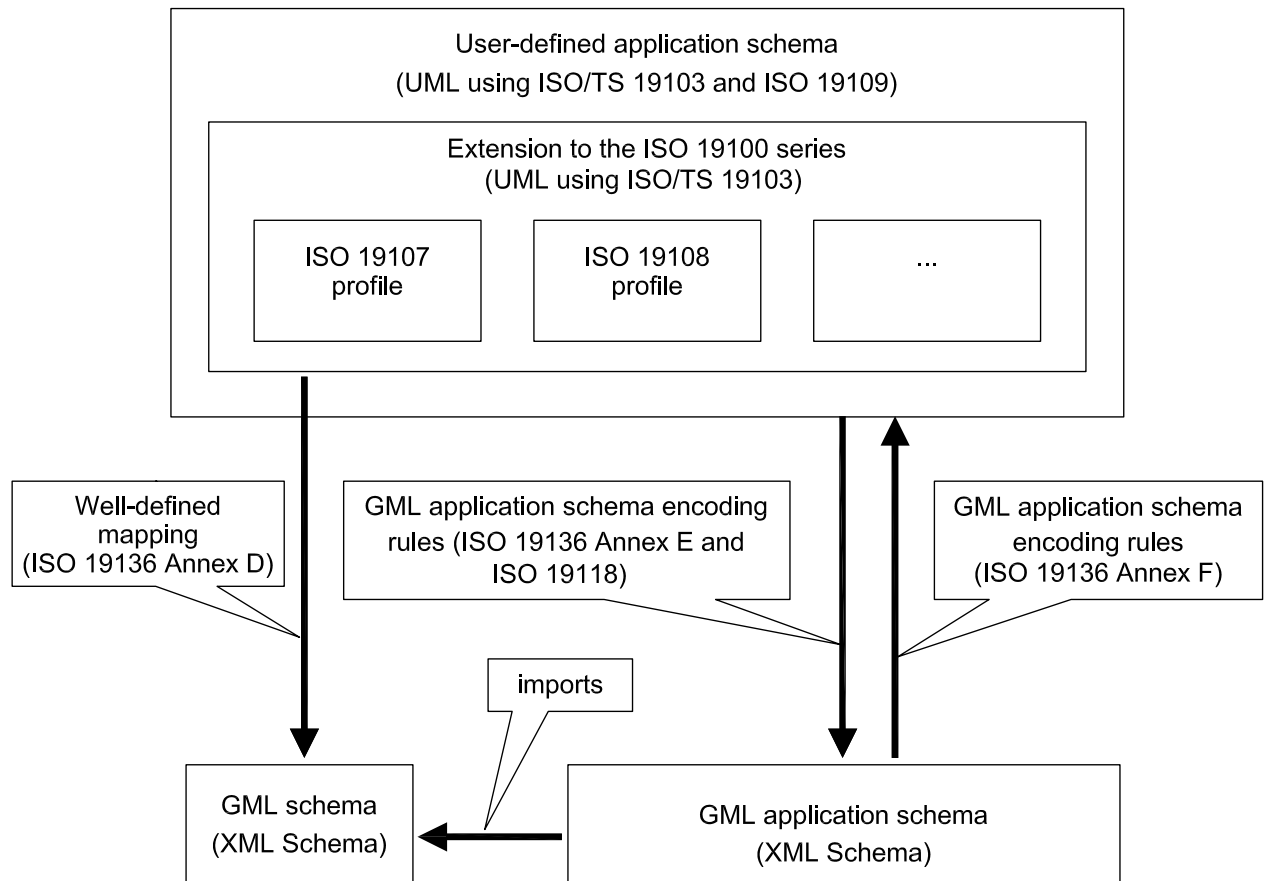 User-defined application schema
(UML using ISO/TS 19103 and ISO 19109)
Extension to the ISO 19100 series
(UML using ISO/TS 19103)
ISO 19107
profile
ISO 19108
profile
...
Well-defined
mapping
(ISO 19136 Annex D)
GML application schema encoding
rules (ISO 19136 Annex E and
ISO 19118)
GML application schema
encoding rules
(ISO 19136 Annex F)
imports
GML schema
(XML Schema)
GML application schema
(XML Schema)